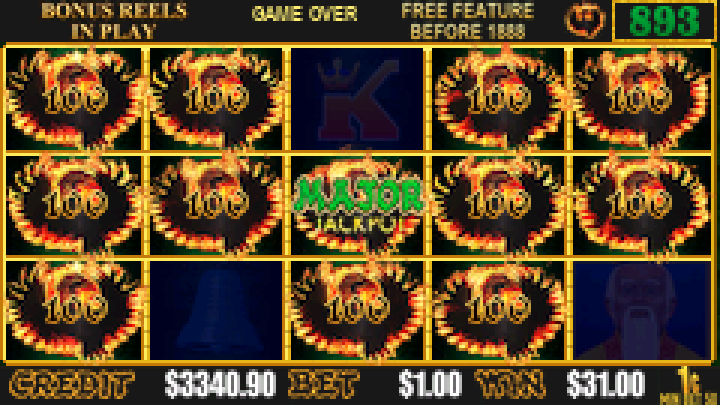 BONUS REELS
IN PLAY
GAME OVER
FREE FEATURE
BEFORE 1888
893
100 100 K 100 100
100 100 MAJOR 100 100
JACKPOT
100 100 100
CREDIT $3340.90 BET $1.00 WIN $31.00
1¢